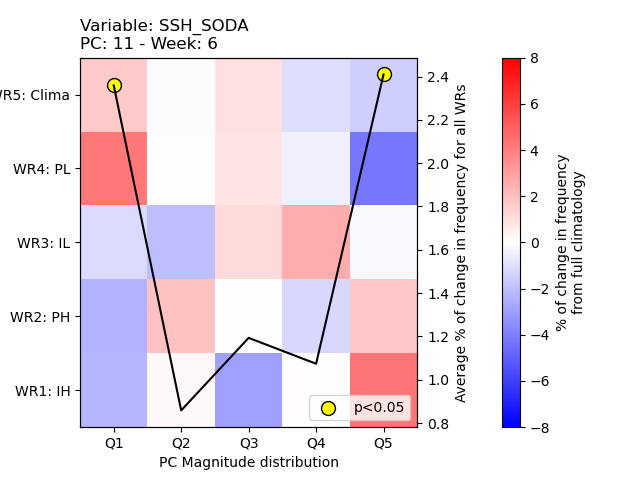 Variable: SSH_SODA
PC: 11 - Week: 6
WR5: Clima
WR4: PL
WR3: IL
WR2: PH
WR1: IH
Q1 Q2 Q3 Q4 Q5
PC Magnitude distribution
p<0.05
2.4
2.2
2.0
1.8
1.6
1.4
1.2
1.0
0.8
Average % of change in frequency for all WRs
8
6
4
2
0
−2
−4
−6
−8
% of change in frequency
from full climatology